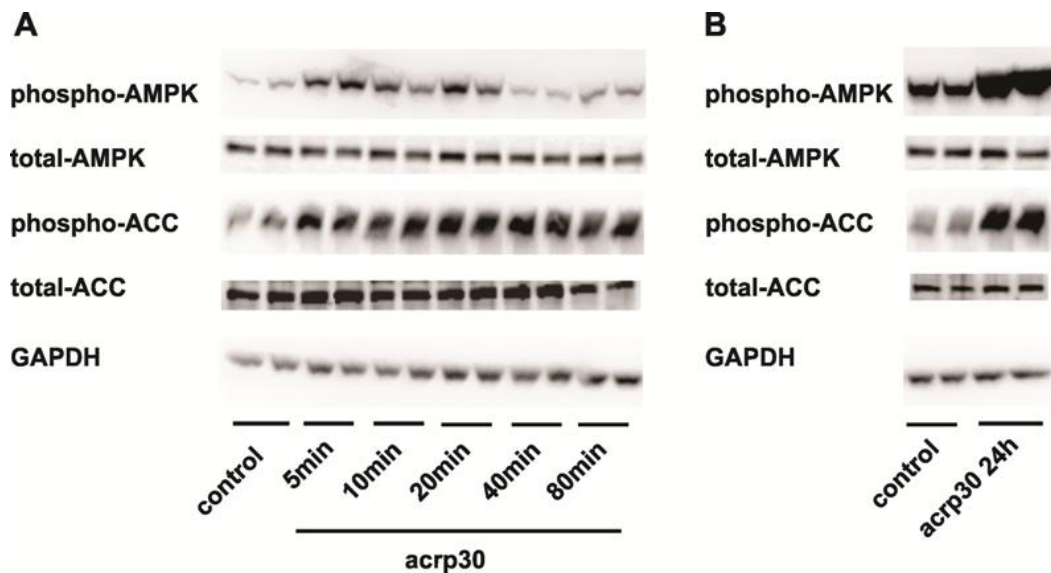 A
phospho-AMPK
total-AMPK
phospho-ACC
total-ACC
GAPDH
control
5min
10min
20min
40min
80min
acrp30
B
phospho-AMPK
total-AMPK
phospho-ACC
total-ACC
GAPDH
control
acrp30 24h